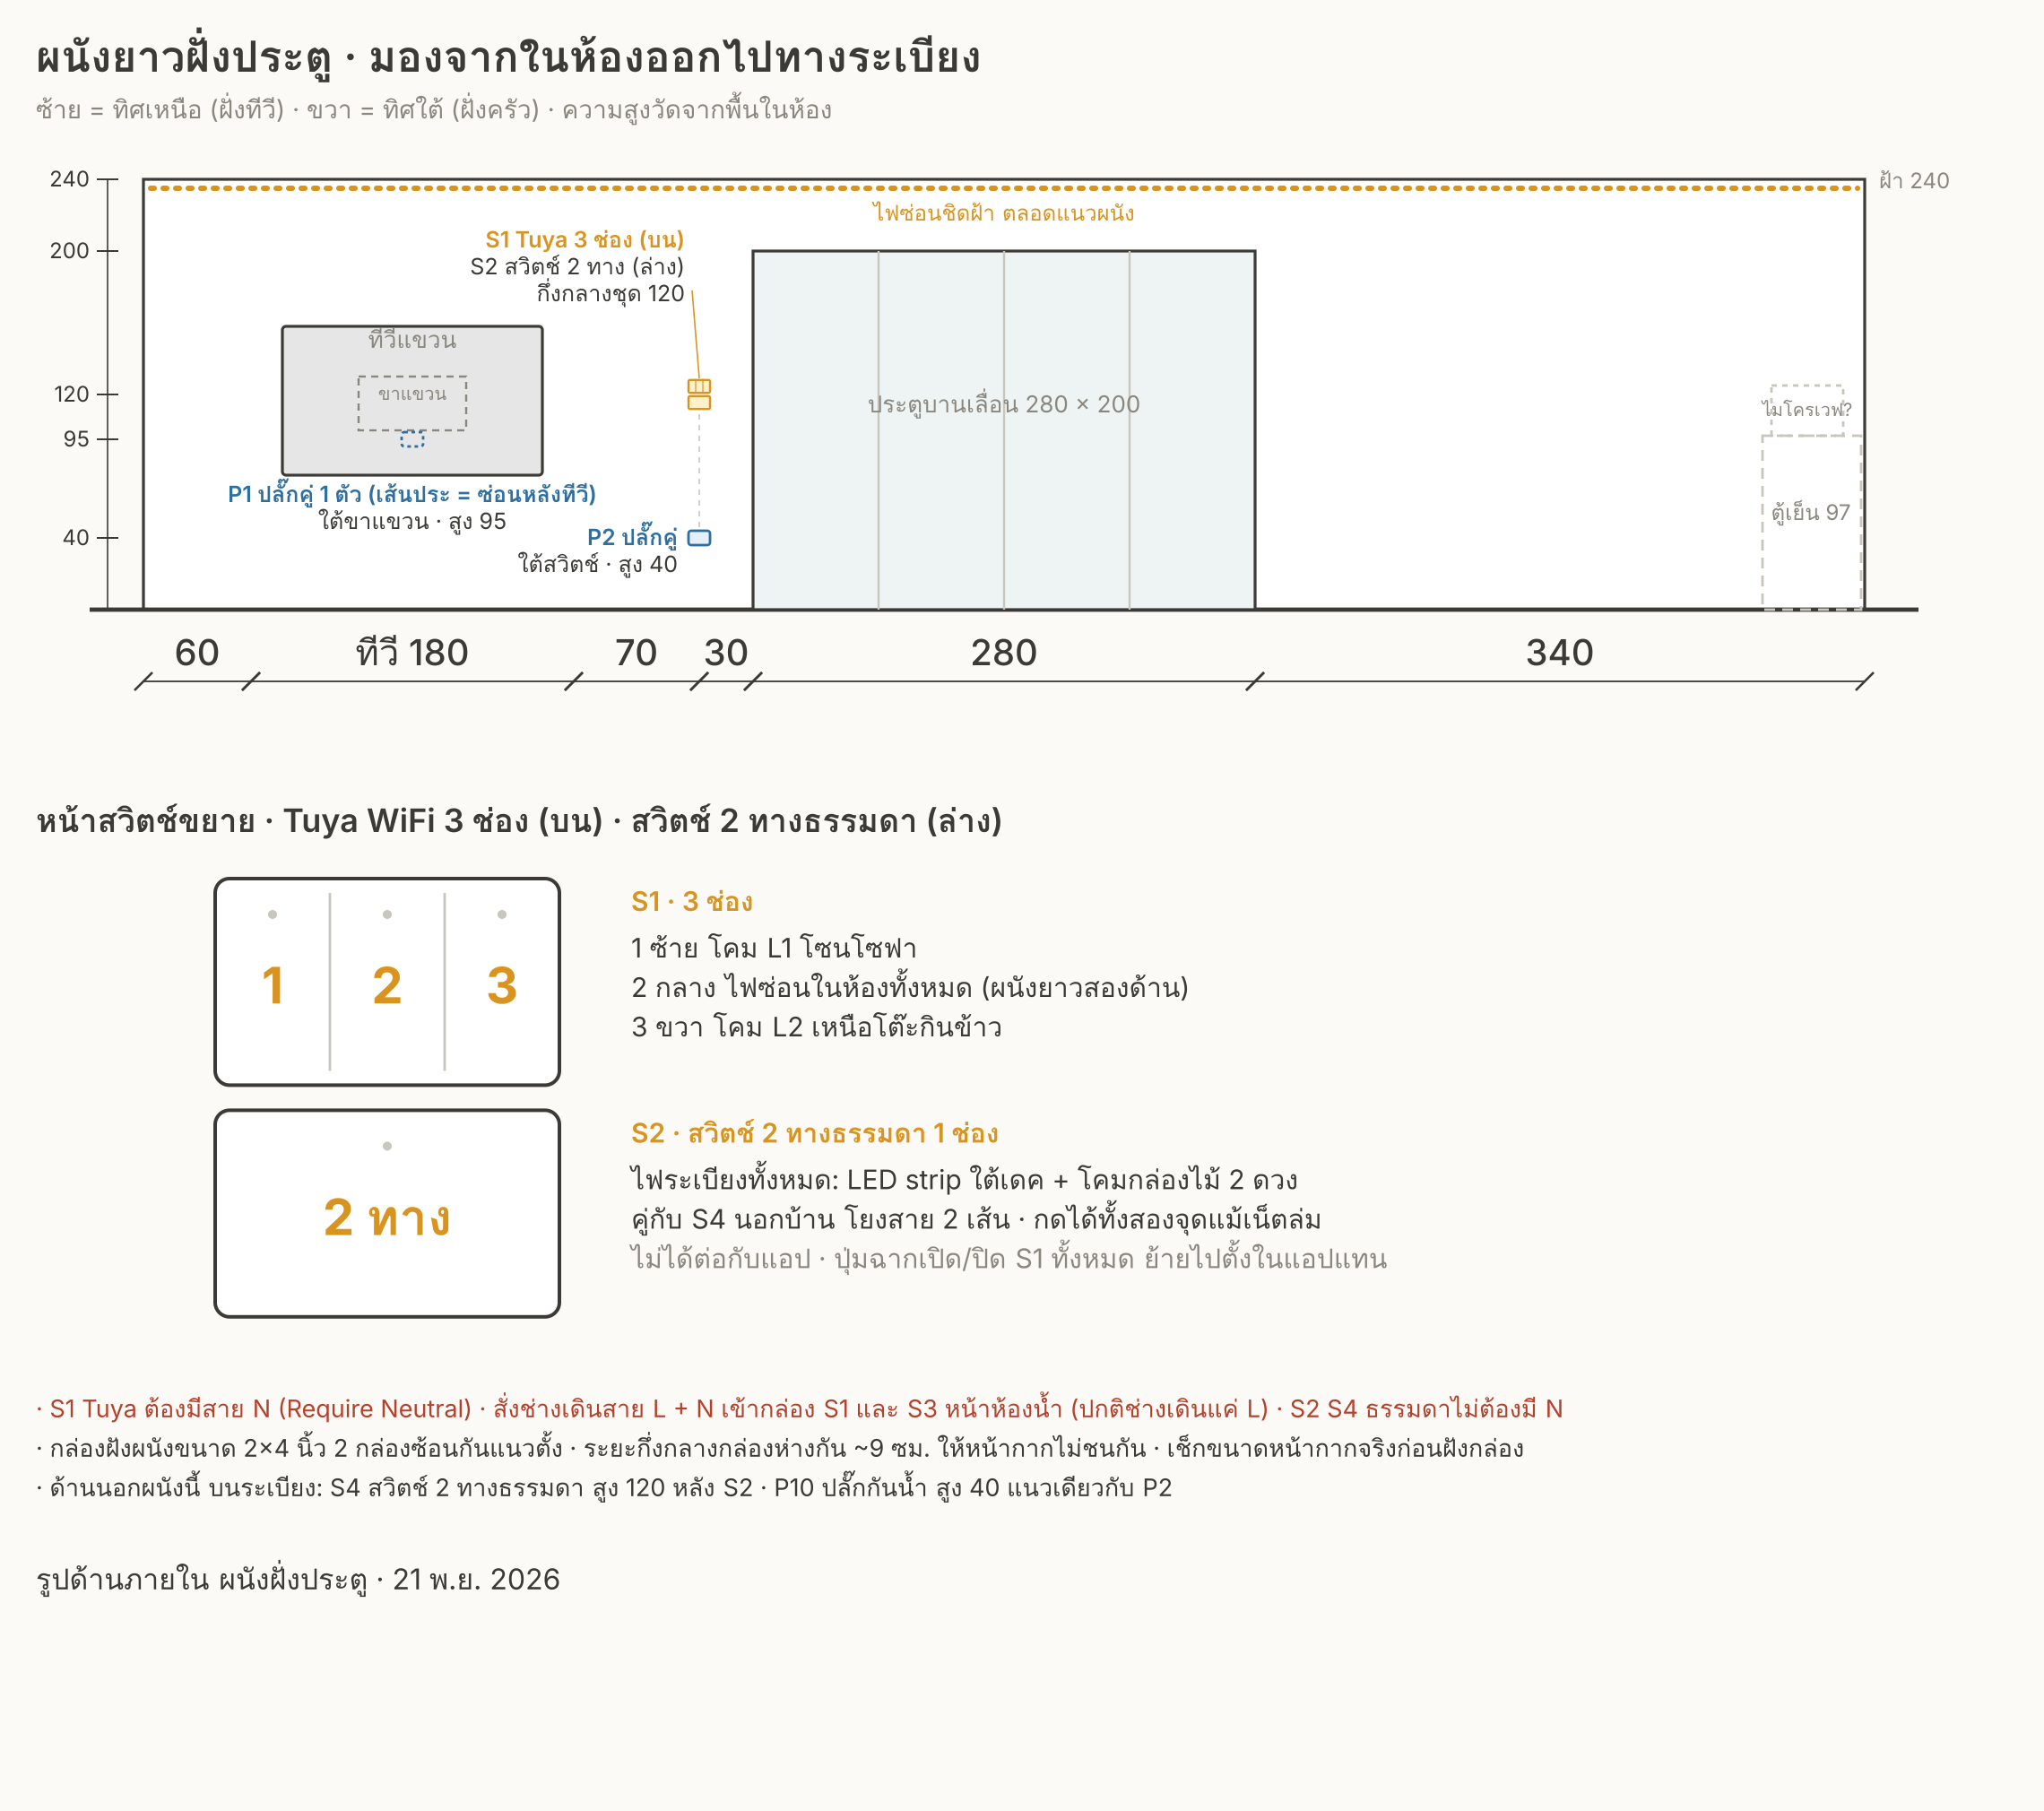 ผนังยาวฝั่งประตู · มองจากในห้องออกไปทางระเบียง
ซ้าย = ทิศเหนือ (ฝั่งทีวี) · ขวา = ทิศใต้ (ฝั่งครัว) · ความสูงวัดจากพื้นในห้อง
240
ฝ้า 240
ไฟซ่อนชิดฝ้า ตลอดแนวผนัง
200
S1 Tuya 3 ช่อง (บน)
S2 สวิตช์ 2 ทาง (ล่าง)
กึ่งกลางชุด 120
ทีวีแขวน
ขาแขวน
120
ประตูบานเลื่อน 280 × 200
ไมโครเวฟ?
95
P1 ปลั๊กคู่ 1 ตัว (เส้นประ = ซ่อนหลังทีวี)
ใต้ขาแขวน · สูง 95
ตู้เย็น 97
40
P2 ปลั๊กคู่
ใต้สวิตช์ · สูง 40
60
ทีวี 180
70
30
280
340
หน้าสวิตช์ขยาย · Tuya WiFi 3 ช่อง (บน) · สวิตช์ 2 ทางธรรมดา (ล่าง)
1
2
3
S1 · 3 ช่อง
1 ซ้าย โคม L1 โซนโซฟา
2 กลาง ไฟซ่อนในห้องทั้งหมด (ผนังยาวสองด้าน)
3 ขวา โคม L2 เหนือโต๊ะกินข้าว
2 ทาง
S2 · สวิตช์ 2 ทางธรรมดา 1 ช่อง
ไฟระเบียงทั้งหมด: LED strip ใต้เดค + โคมกล่องไม้ 2 ดวง
คู่กับ S4 นอกบ้าน โยงสาย 2 เส้น · กดได้ทั้งสองจุดแม้เน็ตล่ม
ไม่ได้ต่อกับแอป · ปุ่มฉากเปิด/ปิด S1 ทั้งหมด ย้ายไปตั้งในแอปแทน
· S1 Tuya ต้องมีสาย N (Require Neutral) · สั่งช่างเดินสาย L + N เข้ากล่อง S1 และ S3 หน้าห้องน้ำ (ปกติช่างเดินแค่ L) · S2 S4 ธรรมดาไม่ต้องมี N
· กล่องฝังผนังขนาด 2×4 นิ้ว 2 กล่องซ้อนกันแนวตั้ง · ระยะกึ่งกลางกล่องห่างกัน ~9 ซม. ให้หน้ากากไม่ชนกัน · เช็กขนาดหน้ากากจริงก่อนฝังกล่อง
· ด้านนอกผนังนี้ บนระเบียง: S4 สวิตช์ 2 ทางธรรมดา สูง 120 หลัง S2 · P10 ปลั๊กกันน้ำ สูง 40 แนวเดียวกับ P2
รูปด้านภายใน ผนังฝั่งประตู · 21 พ.ย. 2026